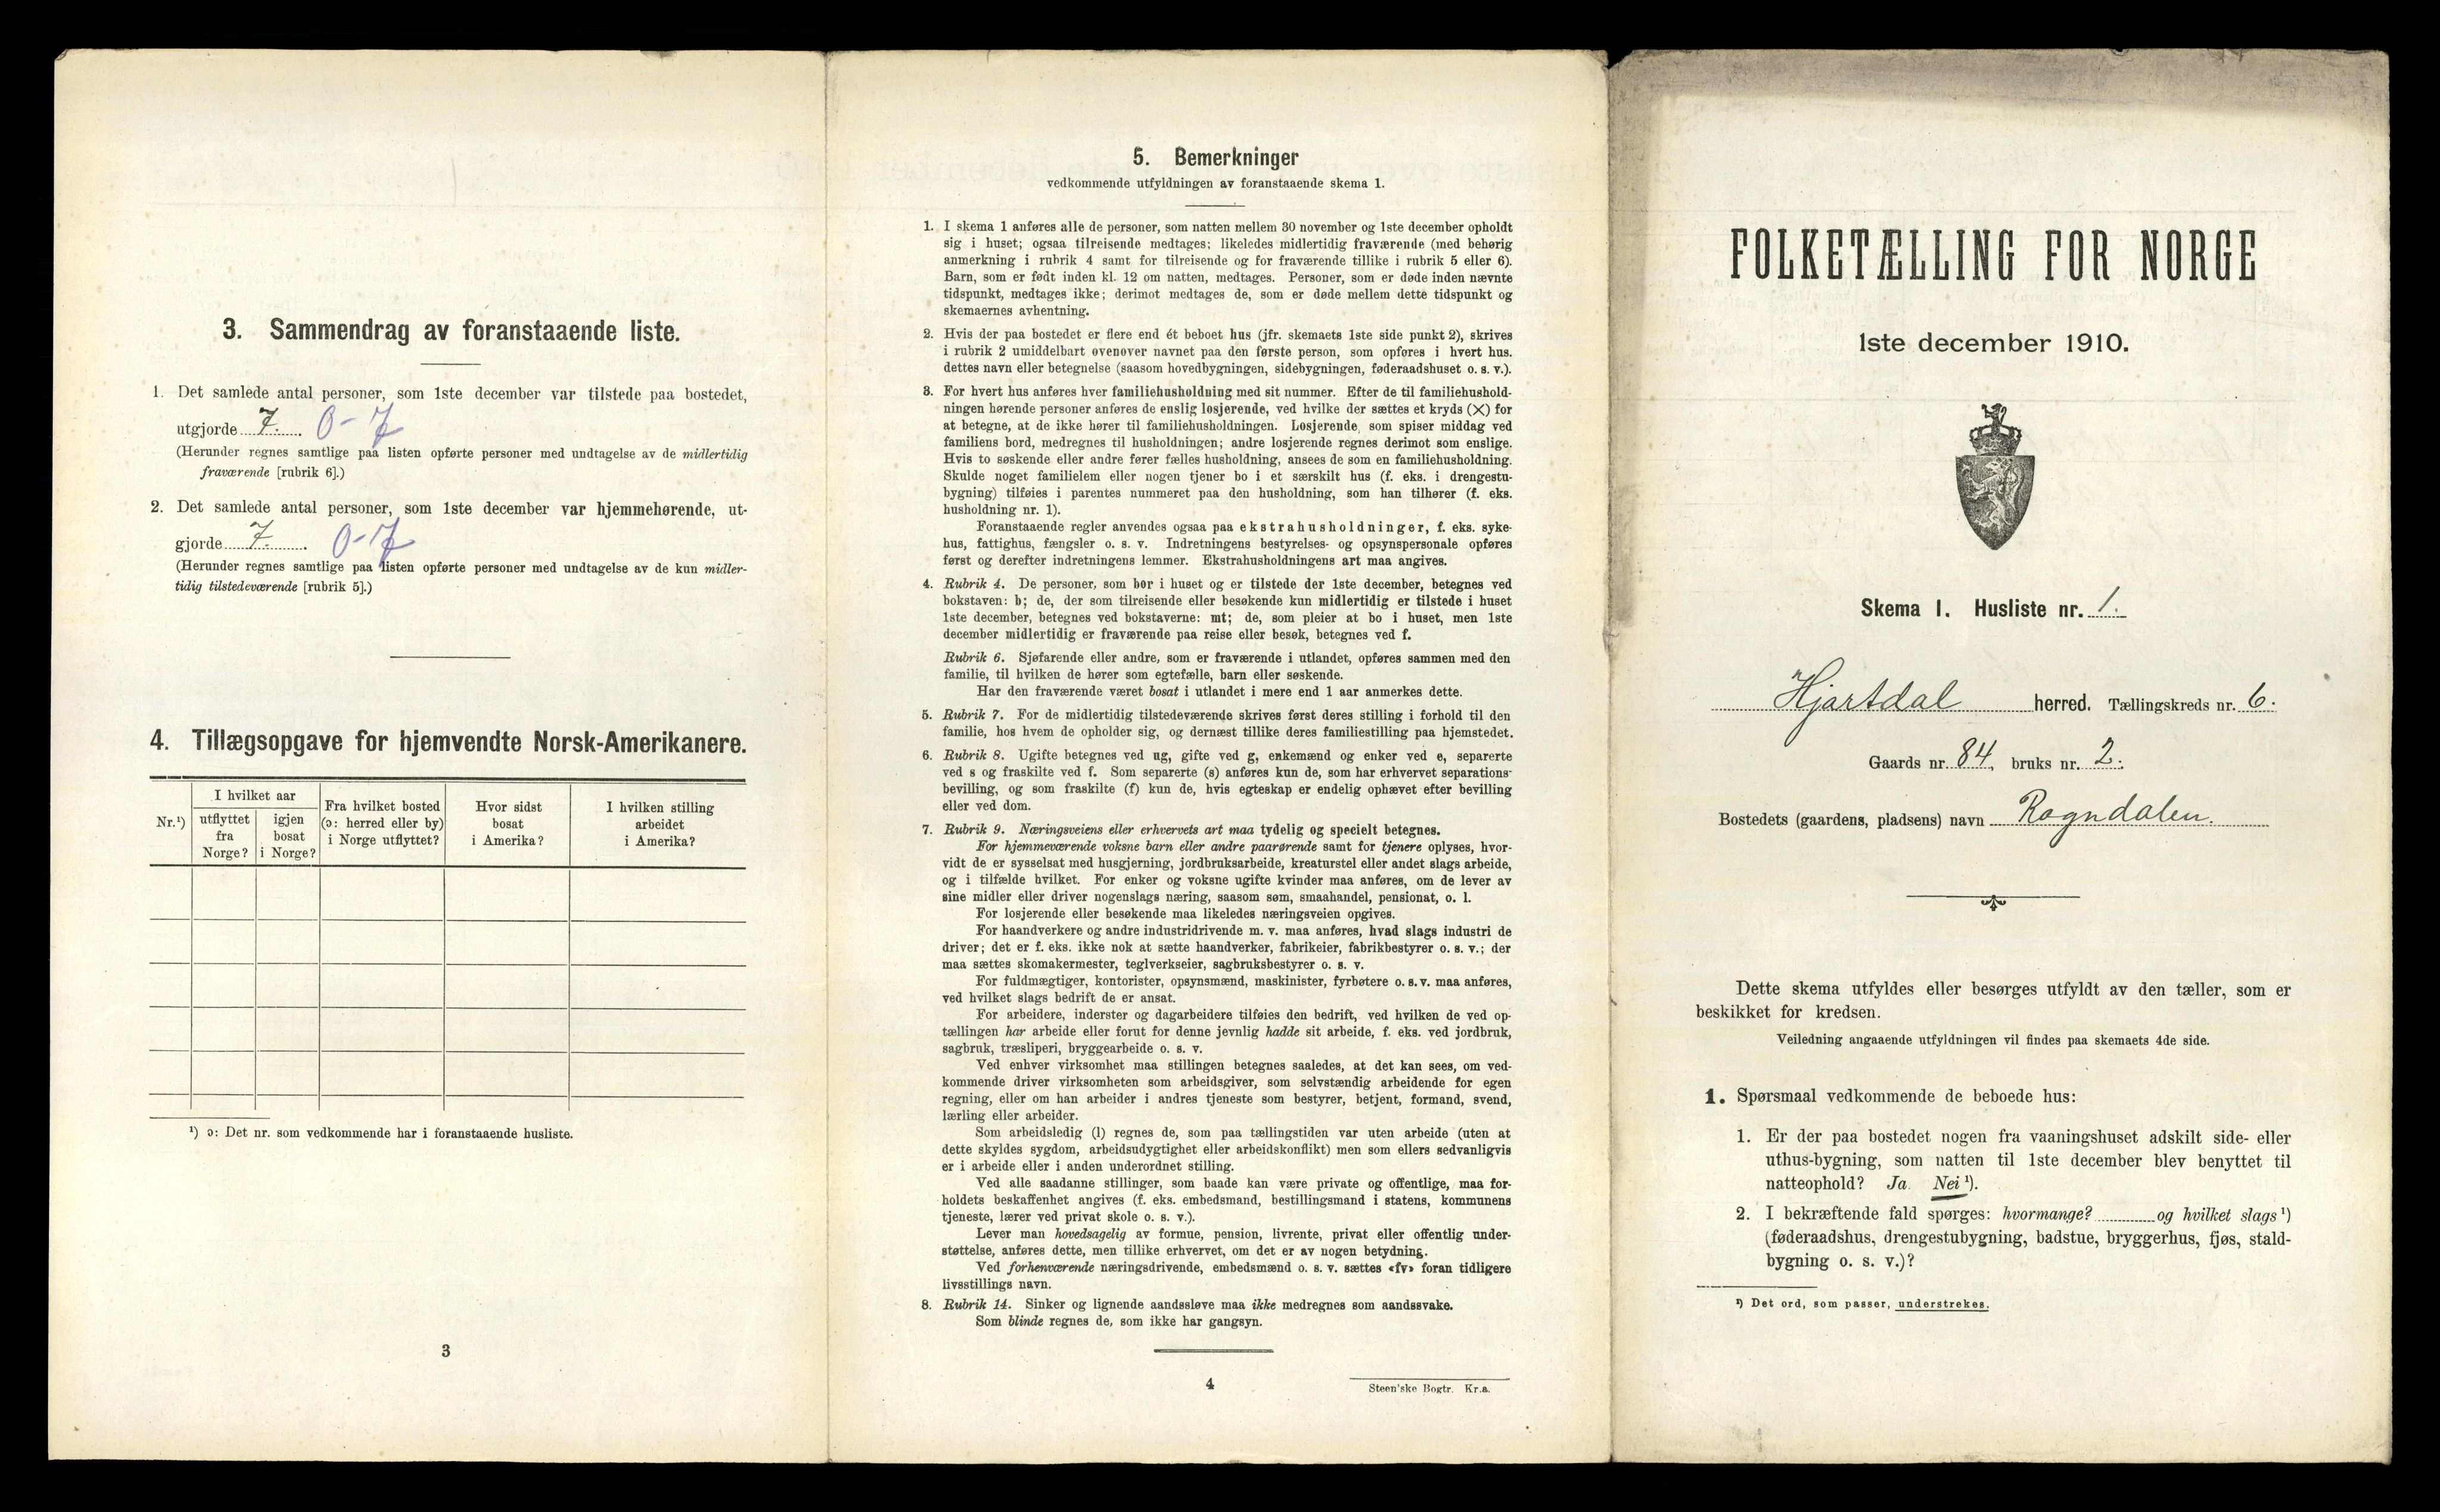 3. Sammendrag av foranstaaende liste.
1. Det samlede antal personer, som 1ste december var tilstede paa bostedet,
utgjorde 7. 0-7
(Herunder regnes samtlige paa listen opførte personer med undtagelse av de midlertidig
fraværende [rubrik 6].)
2. Det samlede antal personer, som 1ste december var hjemmehørende, ut-
gjorde 7. 0-7
(Herunder regnes samtlige paa listen opførte personer med undtagelse av de kun midler-
tidig tilstedeværende [rubrik 5].)
4. Tillægsopgave for hjemvendte Norsk-Amerikanere.
Nr.¹)
I hvilket aar
utflyttet
fra
Norge?
igjen
bosat
i Norge?
Fra hvilket bosted
(ɔ: herred eller by)
i Norge utflyttet?
Hvor sidst
bosat
i Amerika?
I hvilken stilling
arbeidet
i Amerika?
¹) ɔ: Det nr. som vedkommende har i foranstaaende husliste.
3
5. Bemerkninger
vedkommende utfyldningen av foranstaaende skema 1.
1. I skema 1 anføres alle de personer, som natten mellem 30 november og 1ste december opholdt
sig i huset; ogsaa tilreisende medtages; likeledes midlertidig fraværende (med behørig
anmerkning i rubrik 4 samt for tilreisende og for fraværende tillike i rubrik 5 eller 6).
Barn, som er født inden kl. 12 om natten, medtages. Personer, som er døde inden nævnte
tidspunkt, medtages ikke; derimot medtages de, som er døde mellem dette tidspunkt og
skemaernes avhentning.
2. Hvis der paa bostedet er flere end ét beboet hus (jfr. skemaets 1ste side punkt 2), skrives
i rubrik 2 umiddelbart ovenover navnet paa den første person, som opføres i hvert hus.
dettes navn eller betegnelse (saasom hovedbygningen, sidebygningen, føderaadshuset o. s. v.).
3. For hvert hus anføres hver familiehusholdning med sit nummer. Efter de til familiehushold-
ningen hørende personer anføres de enslig losjerende, ved hvilke der sættes et kryds (✕) for
at betegne, at de ikke hører til familiehusholdningen. Losjerende, som spiser middag ved
familiens bord, medregnes til husholdningen; andre losjerende regnes derimot som enslige.
Hvis to søskende eller andre fører fælles husholdning, ansees de som en familiehusholdning.
Skulde noget familielem eller nogen tjener bo i et særskilt hus (f. eks. i drengestu-
bygning) tilføies i parentes nummeret paa den husholdning, som han tilhører (f. eks.
husholdning nr. 1).
Foranstaaende regler anvendes ogsaa paa ekstrahusholdninger, f. eks. syke-
hus, fattighus, fængsler o. s. v. Indretningens bestyrelses- og opsynspersonale opføres
først og derefter indretningens lemmer. Ekstrahusholdningens art maa angives.
4. Rubrik 4. De personer, som bor i huset og er tilstede der 1ste december, betegnes ved
bokstaven: b; de, der som tilreisende eller besøkende kun midlertidig er tilstede i huset
1ste december, betegnes ved bokstaverne: mt; de, som pleier at bo i huset, men 1ste
december midlertidig er fraværende paa reise eller besøk, betegnes ved f.
Rubrik 6. Sjøfarende eller andre, som er fraværende i utlandet, opføres sammen med den
familie, til hvilken de hører som egtefælle, barn eller søskende.
Har den fraværende været bosat i utlandet i mere end 1 aar anmerkes dette.
5. Rubrik 7. For de midlertidig tilstedeværende skrives først deres stilling i forhold til den
familie, hos hvem de opholder sig, og dernæst tillike deres familiestilling paa hjemstedet.
6. Rubrik 8. Ugifte betegnes ved ug, gifte ved g, enkemænd og enker ved e, separerte
ved s og fraskilte ved f. Som separerte (s) anføres kun de, som har erhvervet separations-
bevilling, og som fraskilte (f) kun de, hvis egteskap er endelig ophævet efter bevilling
eller ved dom.
7. Rubrik 9. Næringsveiens eller erhvervets art maa tydelig og specielt betegnes.
For hjemmeværende voksne barn eller andre paarørende samt for tjenere oplyses, hvor-
vidt de er sysselsat med husgjerning, jordbruksarbeide, kreaturstel eller andet slags arbeide,
og i tilfælde hvilket. For enker og voksne ugifte kvinder maa anføres, om de lever av
sine midler eller driver nogenslags næring, saasom søm, smaahandel, pensionat, o. l.
For losjerende eller besøkende maa likeledes næringsveien opgives.
For haandverkere og andre industridrivende m. v. maa anføres, hvad slags industri de
driver; det er f. eks. ikke nok at sætte haandverker, fabrikeier, fabrikbestyrer o. s. v.; der
maa sættes skomakermester, teglverkseier, sagbruksbestyrer o. s. v.
For fuldmægtiger, kontorister, opsynsmænd, maskinister, fyrbøtere o. s. v. maa anføres,
ved hvilket slags bedrift de er ansat.
For arbeidere, inderster og dagarbeidere tilføies den bedrift, ved hvilken de ved op-
tællingen har arbeide eller forut for denne jevnlig hadde sit arbeide, f. eks. ved jordbruk,
sagbruk, træsliperi, bryggearbeide o. s. v.
Ved enhver virksomhet maa stillingen betegnes saaledes, at det kan sees, om ved-
kommende driver virksomheten som arbeidsgiver, som selvstændig arbeidende for egen
regning, eller om han arbeider i andres tjeneste som bestyrer, betjent, formand, svend,
lærling eller arbeider.
Som arbeidsledig (l) regnes de, som paa tællingstiden var uten arbeide (uten at
dette skyldes sygdom, arbeidsudygtighet eller arbeidskonflikt) men som ellers sedvanligvis
er i arbeide eller i anden underordnet stilling.
Ved alle saadanne stillinger, som baade kan være private og offentlige, maa for-
holdets beskaffenhet angives (f. eks. embedsmand, bestillingsmand i statens, kommunens
tjeneste, lærer ved privat skole o. s. v.).
Lever man hovedsagelig av formue, pension, livrente, privat eller offentlig under-
støttelse, anføres dette, men tillike erhvervet, om det er av nogen betydning.
Ved forhenværende næringsdrivende, embedsmænd o. s. v. sættes «fv» foran tidligere
livsstillings navn.
8. Rubrik 14. Sinker og lignende aandssløve maa ikke medregnes som aandssvake.
Som blinde regnes de, som ikke har gangsyn.
4
Steen'ske Bogtr. Kr.a.
FOLKETÆLLING FOR NORGE
1ste december 1910.
Skema 1. Husliste nr. 1.
Hjartdal herred. Tællingskreds nr. 6.
Gaards nr. 84, bruks nr. 2.
Bostedets (gaardens, pladsens) navn Rogndalen.
Dette skema utfyldes eller besørges utfyldt av den tæller, som er
beskikket for kredsen.
Veiledning angaaende utfyldningen vil findes paa skemaets 4de side.
1. Spørsmaal vedkommende de beboede hus:
1. Er der paa bostedet nogen fra vaaningshuset adskilt side- eller
uthus-bygning, som natten til 1ste december blev benyttet til
natteophold? Ja. Nei ¹).
2. I bekræftende fald spørges: hvormange? og hvilket slags ¹)
(føderaadshus, drengestubygning, badstue, bryggerhus, fjøs, stald-
bygning o. s. v.)?
¹) Det ord, som passer, understrekes.